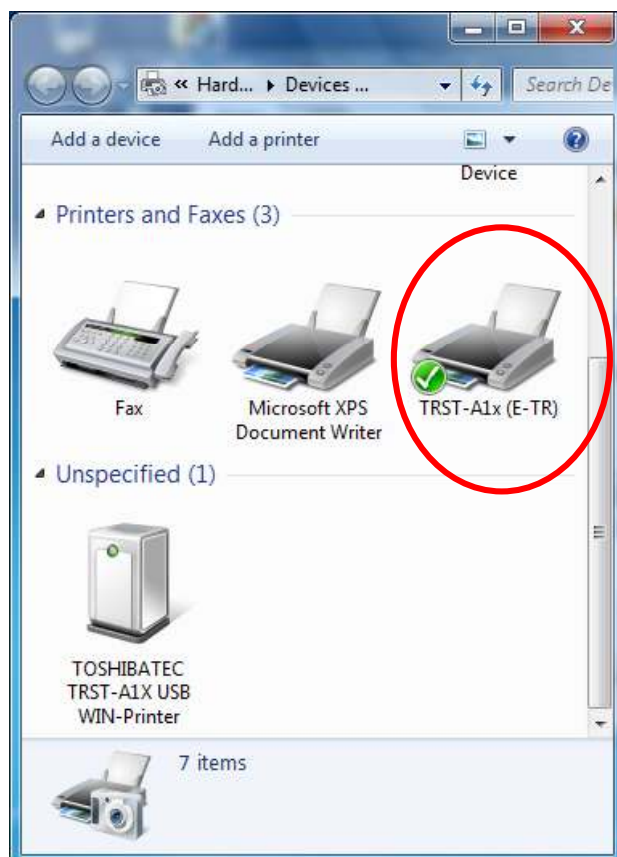 « Hard... ▸ Devices ...
Search De
Add a device Add a printer
Device
Printers and Faxes (3)
Fax
Microsoft XPS
Document Writer
TRST-A1x (E-TR)
Unspecified (1)
TOSHIBATEC
TRST-A1X USB
WIN-Printer
7 items